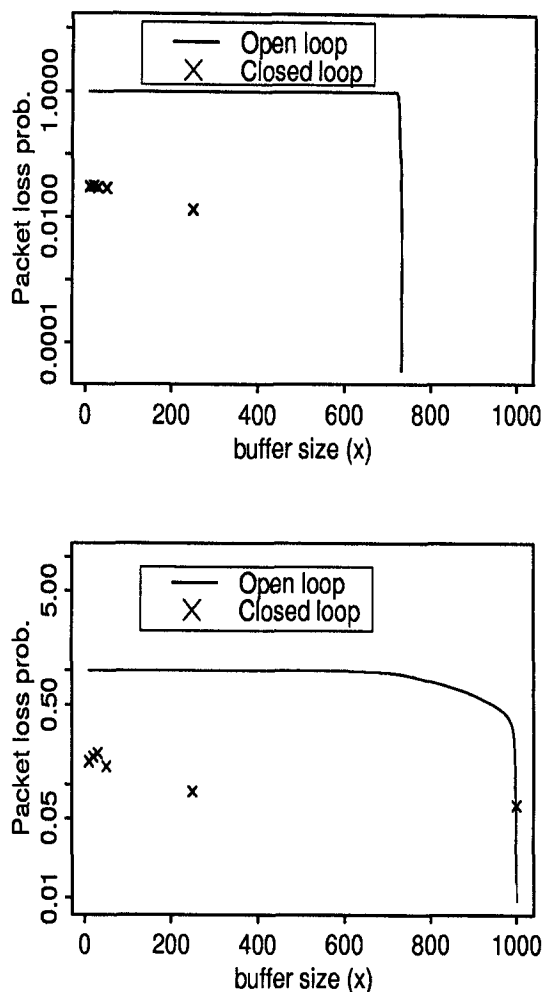 Open loop
Closed loop
Packet loss prob.
1.0000
0.0100
0.0001
0 200 400 600 800 1000
buffer size (x)
Open loop
Closed loop
Packet loss prob.
5.00
0.50
0.05
0.01
0 200 400 600 800 1000
buffer size (x)